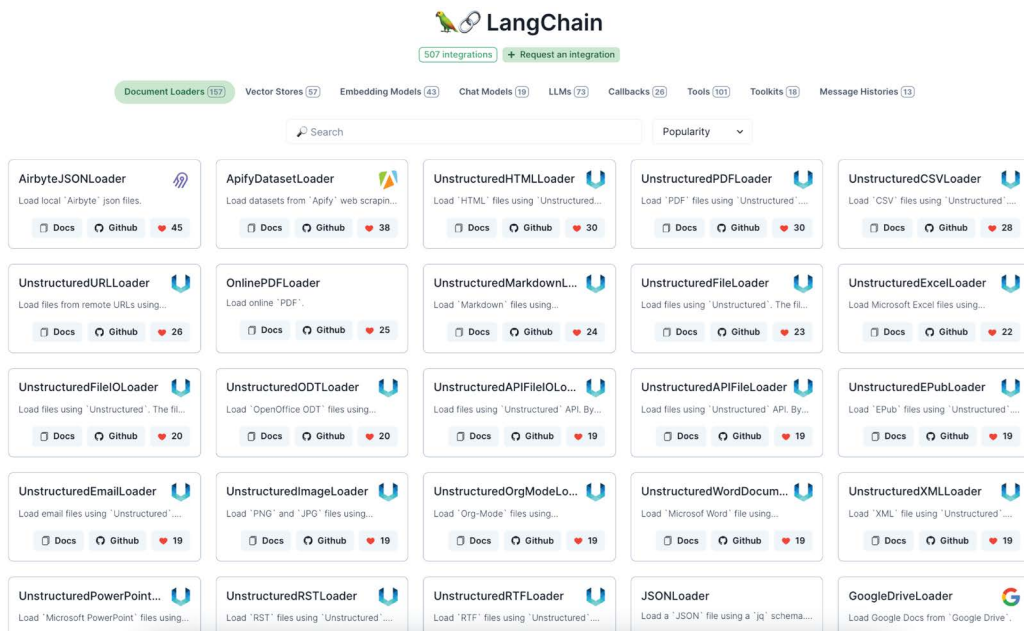 LangChain
507 integrations + Request an integration
Document Loaders 157 Vector Stores 57 Embedding Models 43 Chat Models 19 LLMs 73 Callbacks 26 Tools 101 Toolkits 18 Message Histories 13
Search Popularity
AirbyteJSONLoader
Load local `Airbyte` json files.
Docs Github 45
ApifyDatasetLoader
Load datasets from `Apify` web scrapin...
Docs Github 38
UnstructuredHTMLLoader
Load `HTML` files using `Unstructured...
Docs Github 30
UnstructuredPDFLoader
Load `PDF` files using `Unstructured`....
Docs Github 30
UnstructuredCSVLoader
Load `CSV` files using `Unstructured`....
Docs Github 28
UnstructuredURLLoader
Load files from remote URLs using...
Docs Github 26
OnlinePDFLoader
Load online `PDF`.
Docs Github 25
UnstructuredMarkdownL...
Load `Markdown` files using...
Docs Github 24
UnstructuredFileLoader
Load files using `Unstructured`. The fil...
Docs Github 23
UnstructuredExcelLoader
Load Microsoft Excel files using...
Docs Github 22
UnstructuredFileIOLoader
Load files using `Unstructured`. The fil...
Docs Github 20
UnstructuredODTLoader
Load `OpenOffice ODT` files using...
Docs Github 20
UnstructuredAPIFileIOLo...
Load files using `Unstructured` API. By...
Docs Github 19
UnstructuredAPIFileLoader
Load files using `Unstructured` API. By...
Docs Github 19
UnstructuredEPubLoader
Load `EPub` files using `Unstructured`....
Docs Github 19
UnstructuredEmailLoader
Load email files using `Unstructured`....
Docs Github 19
UnstructuredImageLoader
Load `PNG` and `JPG` files using...
Docs Github 19
UnstructuredOrgModeLo...
Load `Org-Mode` files using...
Docs Github 19
UnstructuredWordDocum...
Load `Microsof Word` file using...
Docs Github 19
UnstructuredXMLLoader
Load `XML` file using `Unstructured`....
Docs Github 19
UnstructuredPowerPoint...
Load `Microsoft PowerPoint` files using...
UnstructuredRSTLoader
Load `RST` files using `Unstructured`....
UnstructuredRTFLoader
Load `RTF` files using `Unstructured`....
JSONLoader
Load a `JSON` file using a `jq` schema....
GoogleDriveLoader
Load Google Docs from `Google Drive`.